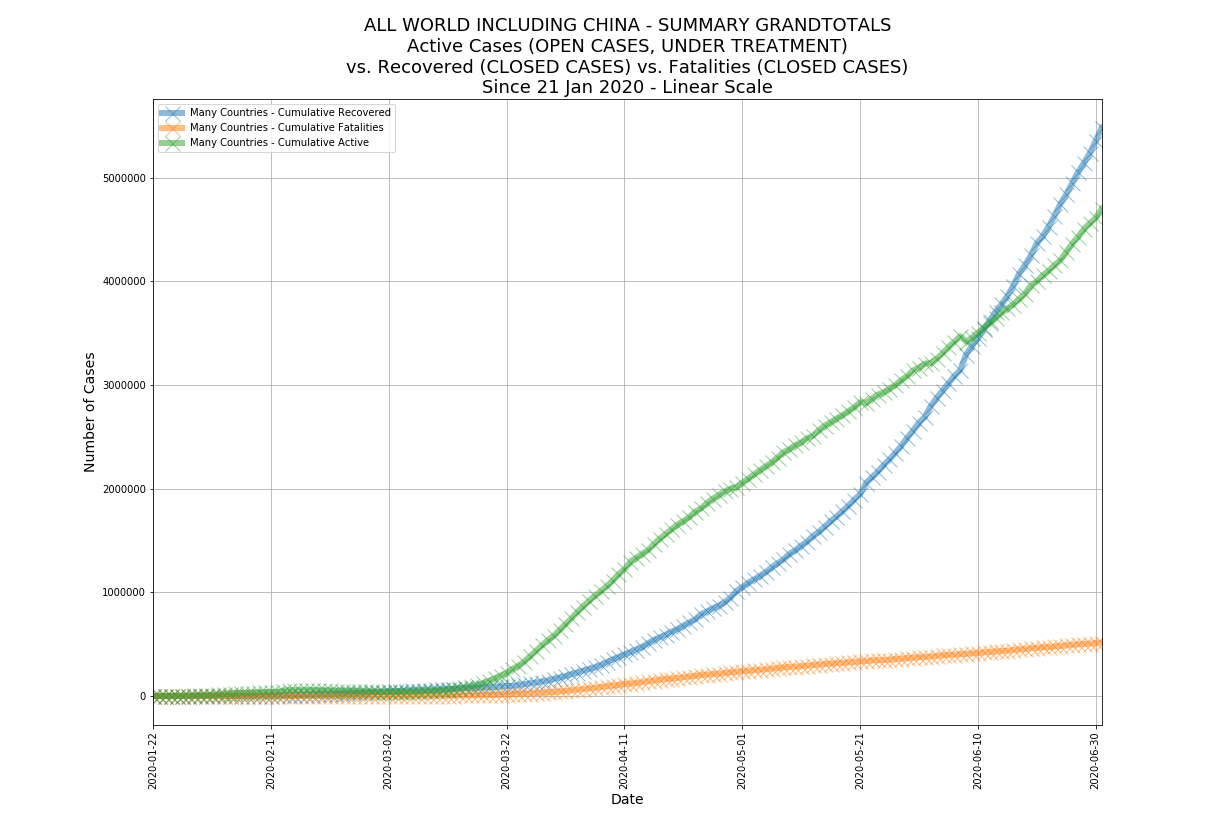 ALL WORLD INCLUDING CHINA - SUMMARY GRANDTOTALS
Active Cases (OPEN CASES, UNDER TREATMENT)
vs. Recovered (CLOSED CASES) vs. Fatalities (CLOSED CASES)
Since 21 Jan 2020 - Linear Scale
Many Countries - Cumulative Recovered
Many Countries - Cumulative Fatalities
Many Countries - Cumulative Active
Number of Cases
5000000
4000000
3000000
2000000
1000000
0
2020-01-22
2020-02-11
2020-03-02
2020-03-22
2020-04-11
2020-05-01
2020-05-21
2020-06-10
2020-06-30
Date